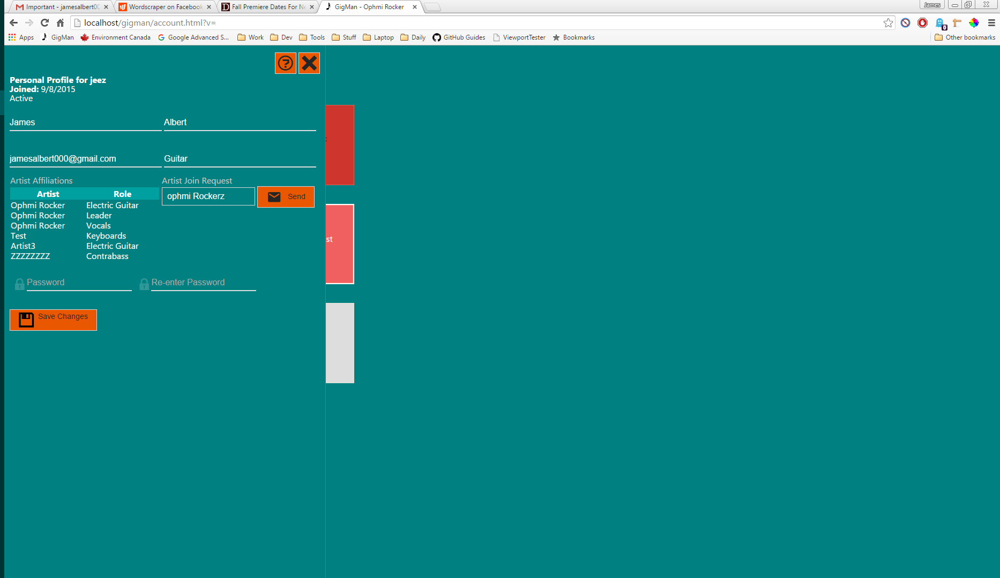 Important - jamesalbert00
Wordscraper on Facebook
Fall Premiere Dates For Ne
GigMan - Ophmi Rocker
James
localhost/gigman/account.html?v=
Apps
GigMan
Environment Canada
Google Advanced S...
Work
Dev
Tools
Stuff
Laptop
Daily
GitHub Guides
ViewportTester
Bookmarks
Other bookmarks
Personal Profile for jeez
Joined: 9/8/2015
Active
James
Albert
jamesalbert000@gmail.com
Guitar
Artist Affiliations
Artist Join Request
Artist Role
ophmi Rockerz
Send
Ophmi Rocker Electric Guitar
Ophmi Rocker Leader
Ophmi Rocker Vocals
st
Test Keyboards
Artist3 Electric Guitar
ZZZZZZZZ Contrabass
Password
Re-enter Password
Save Changes